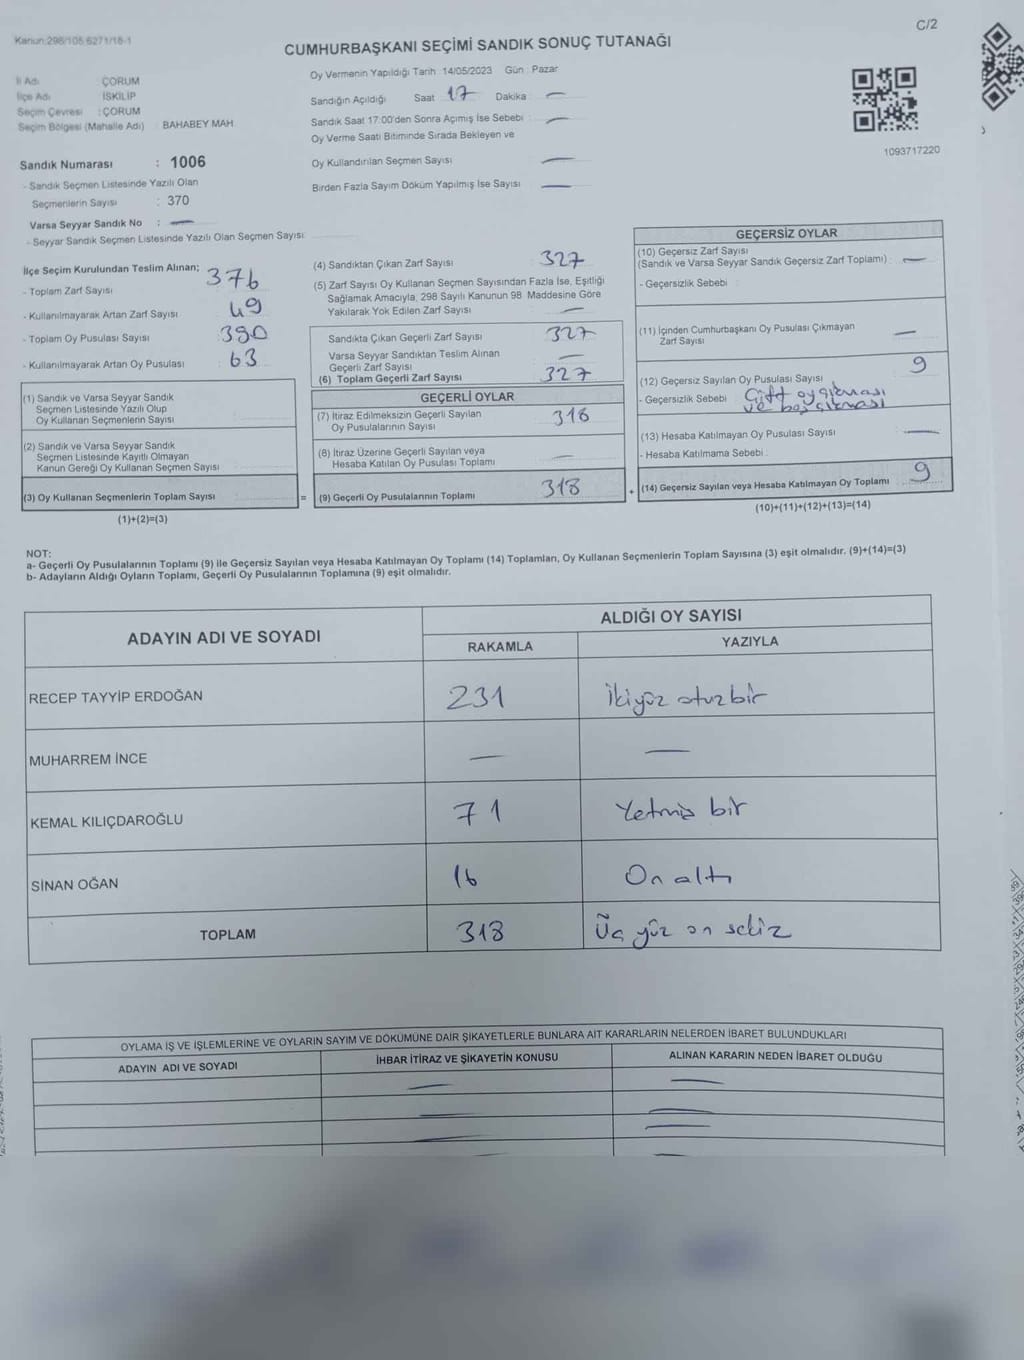 Kanun:298/105 6271/18-1
C/2
CUMHURBAŞKANI SEÇİMİ SANDIK SONUÇ TUTANAĞI
İl Adı : ÇORUM
İlçe Adı : İSKİLİP
Seçim Çevresi : ÇORUM
Seçim Bölgesi (Mahalle Adı) : BAHABEY MAH.
Sandık Numarası : 1006
- Sandık Seçmen Listesinde Yazılı Olan
Seçmenlerin Sayısı : 370
Varsa Seyyar Sandık No : —
- Seyyar Sandık Seçmen Listesinde Yazılı Olan Seçmen Sayısı:
Oy Vermenin Yapıldığı Tarih : 14/05/2023 Gün : Pazar
Sandığın Açıldığı Saat 17 Dakika : —
Sandık Saat 17:00'den Sonra Açımış İse Sebebi : —
Oy Verme Saati Bitiminde Sırada Bekleyen ve
Oy Kullandırılan Seçmen Sayısı —
Birden Fazla Sayım Döküm Yapılmış İse Sayısı —
1093717220
İlçe Seçim Kurulundan Teslim Alınan;
- Toplam Zarf Sayısı : 376
- Kullanılmayarak Artan Zarf Sayısı : 49
- Toplam Oy Pusulası Sayısı : 390
- Kullanılmayarak Artan Oy Pusulası : 63
(1) Sandık ve Varsa Seyyar Sandık
Seçmen Listesinde Yazılı Olup
Oy Kullanan Seçmenlerin Sayısı
(2) Sandık ve Varsa Seyyar Sandık
Seçmen Listesinde Kayıtlı Olmayan
Kanun Gereği Oy Kullanan Seçmen Sayısı
(3) Oy Kullanan Seçmenlerin Toplam Sayısı
(1)+(2)=(3)
(4) Sandıktan Çıkan Zarf Sayısı 327
(5) Zarf Sayısı Oy Kullanan Seçmen Sayısından Fazla İse, Eşitliği
Sağlamak Amacıyla, 298 Sayılı Kanunun 98 Maddesine Göre
Yakılarak Yok Edilen Zarf Sayısı —
Sandıkta Çıkan Geçerli Zarf Sayısı 327
Varsa Seyyar Sandıktan Teslim Alınan
Geçerli Zarf Sayısı —
(6) Toplam Geçerli Zarf Sayısı 327
GEÇERLİ OYLAR
(7) İtiraz Edilmeksizin Geçerli Sayılan
Oy Pusulalarının Sayısı 318
(8) İtiraz Üzerine Geçerli Sayılan veya
Hesaba Katılan Oy Pusulası Toplamı —
= (9) Geçerli Oy Pusulalarının Toplamı 318
GEÇERSİZ OYLAR
(10) Geçersiz Zarf Sayısı
(Sandık ve Varsa Seyyar Sandık Geçersiz Zarf Toplamı) : —
- Geçersizlik Sebebi :
(11) İçinden Cumhurbaşkanı Oy Pusulası Çıkmayan
Zarf Sayısı —
(12) Geçersiz Sayılan Oy Pusulası Sayısı 9
- Geçersizlik Sebebi : Çift oy çıkması
ve boş çıkması
(13) Hesaba Katılmayan Oy Pusulası Sayısı —
- Hesaba Katılmama Sebebi :
+ (14) Geçersiz Sayılan veya Hesaba Katılmayan Oy Toplamı 9
(10)+(11)+(12)+(13)=(14)
NOT:
a- Geçerli Oy Pusulalarının Toplamı (9) ile Geçersiz Sayılan veya Hesaba Katılmayan Oy Toplamı (14) Toplamları, Oy Kullanan Seçmenlerin Toplam Sayısına (3) eşit olmalıdır. (9)+(14)=(3)
b- Adayların Aldığı Oyların Toplamı, Geçerli Oy Pusulalarının Toplamına (9) eşit olmalıdır.
ADAYIN ADI VE SOYADI
ALDIĞI OY SAYISI
RAKAMLA YAZIYLA
RECEP TAYYİP ERDOĞAN 231 İkiyüz otuz bir
MUHARREM İNCE — —
KEMAL KILIÇDAROĞLU 71 Yetmiş bir
SİNAN OĞAN 16 On altı
TOPLAM 318 Üç yüz on sekiz
OYLAMA İŞ VE İŞLEMLERİNE VE OYLARIN SAYIM VE DÖKÜMÜNE DAİR ŞİKAYETLERLE BUNLARA AİT KARARLARIN NELERDEN İBARET BULUNDUKLARI
ADAYIN ADI VE SOYADI İHBAR İTİRAZ VE ŞİKAYETİN KONUSU ALINAN KARARIN NEDEN İBARET OLDUĞU